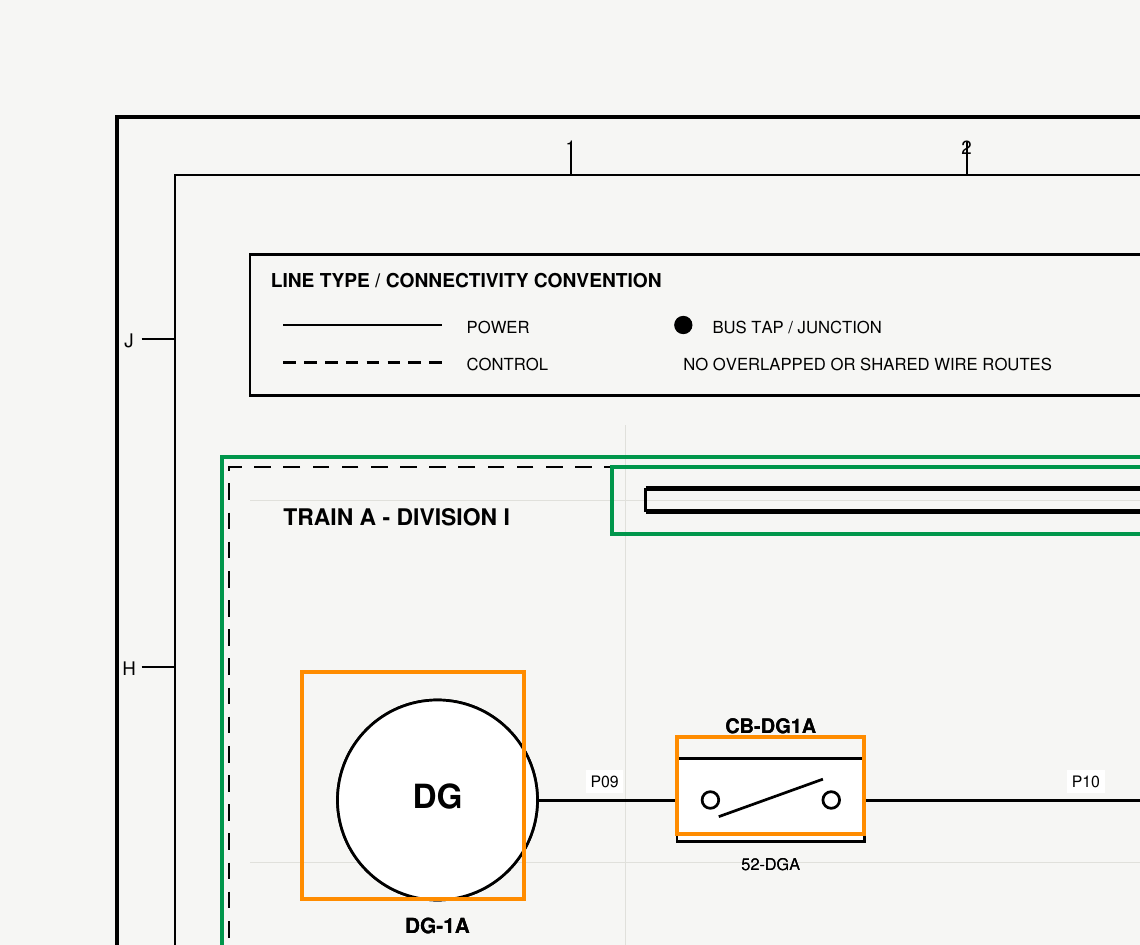 1
2
LINE TYPE / CONNECTIVITY CONVENTION
POWER
BUS TAP / JUNCTION
J
CONTROL
NO OVERLAPPED OR SHARED WIRE ROUTES
TRAIN A - DIVISION I
H
CB-DG1A
P09
P10
DG
52-DGA
DG-1A